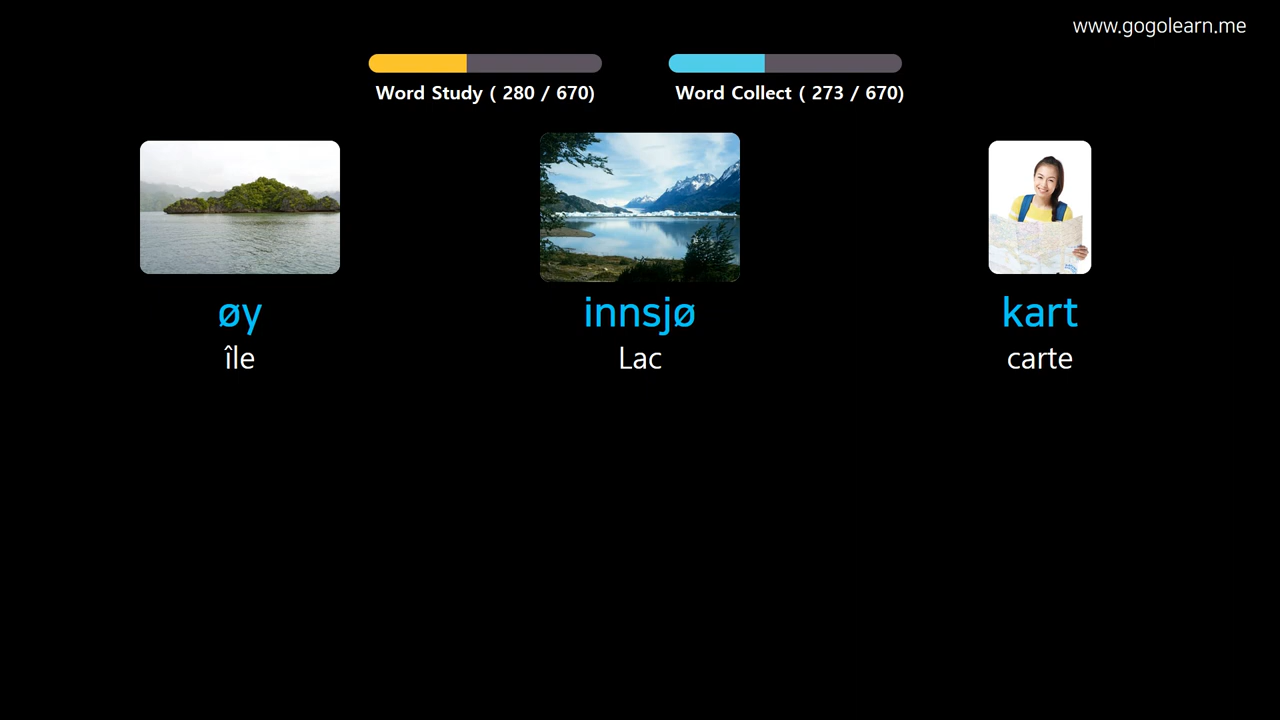 www.gogolearn.me
Word Study ( 280 / 670)
Word Collect ( 273 / 670)
øy
innsjø
kart
île
Lac
carte